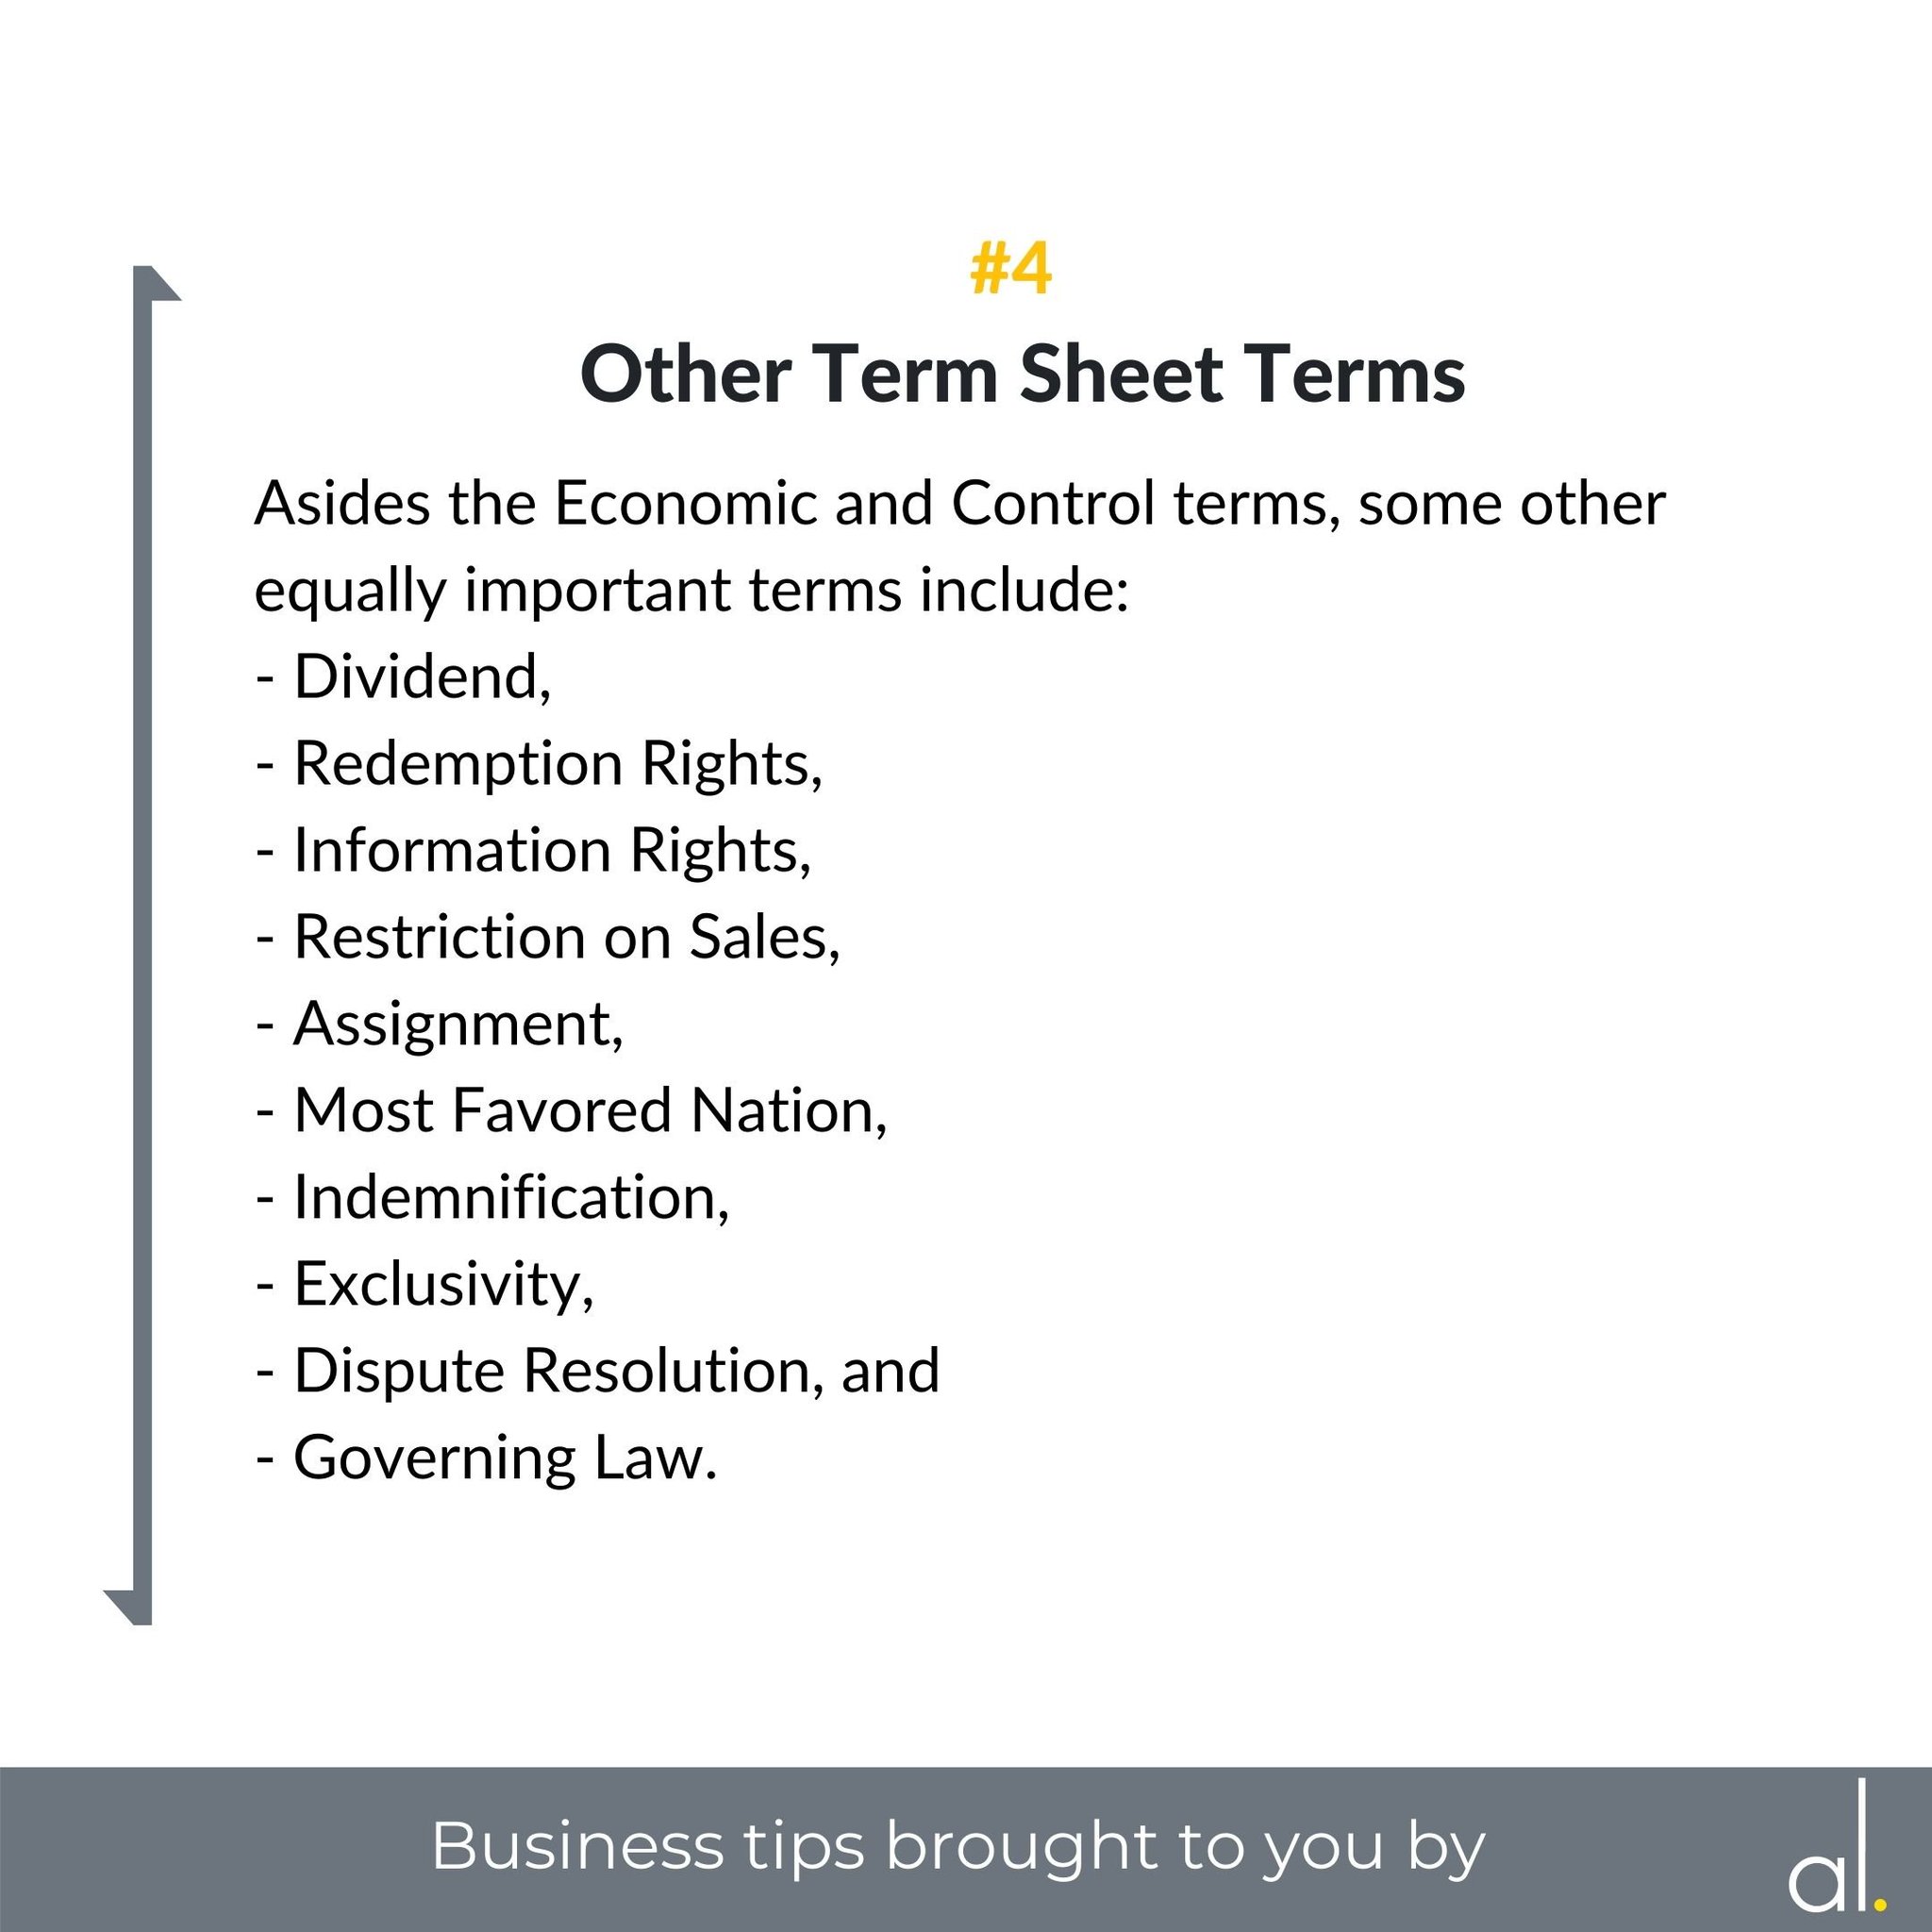 #4
Other Term Sheet Terms
Asides the Economic and Control terms, some other
equally important terms include:
- Dividend,
- Redemption Rights,
- Information Rights,
- Restriction on Sales,
- Assignment,
- Most Favored Nation,
- Indemnification,
- Exclusivity,
- Dispute Resolution, and
- Governing Law.
Business tips brought to you by
al.